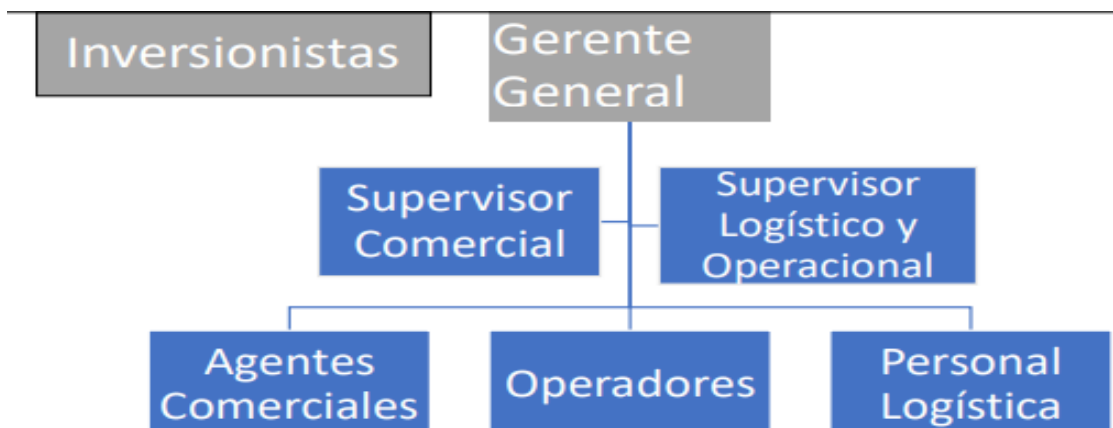 Inversionistas
Gerente
General
Supervisor
Comercial
Supervisor
Logístico y
Operacional
Agentes
Comerciales
Operadores
Personal
Logística